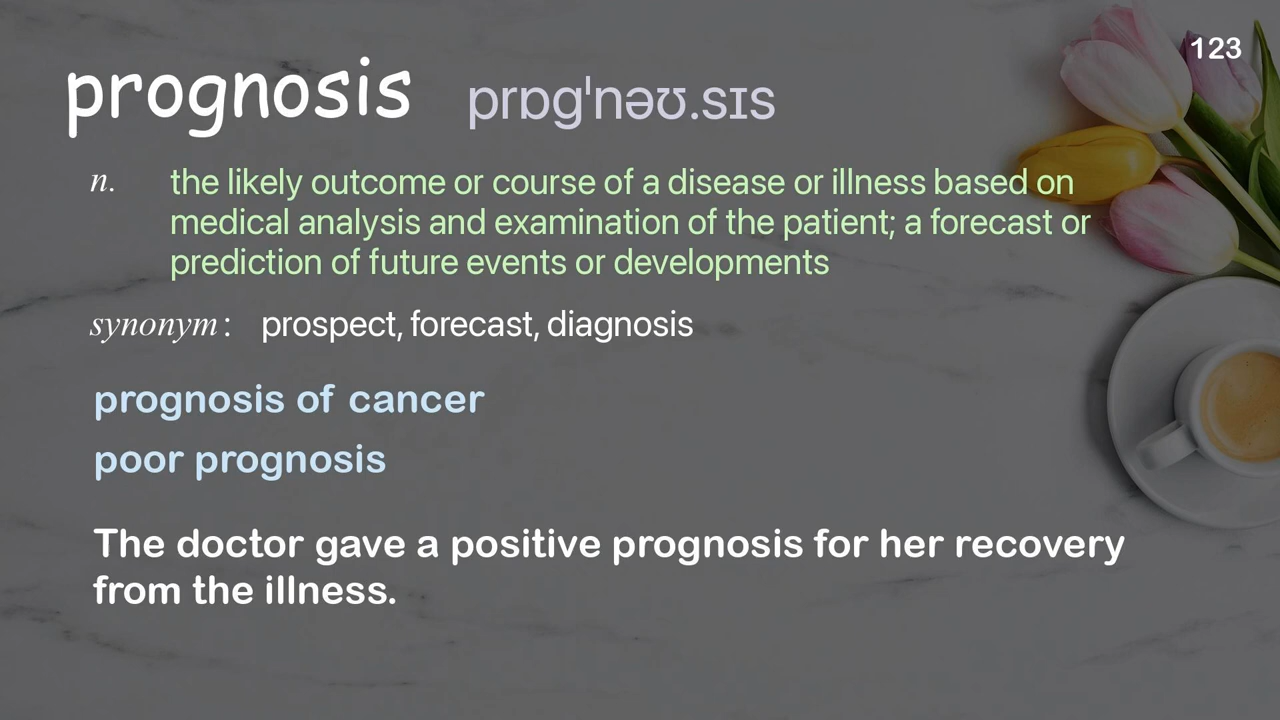 123
prognosis prɒgˈnəʊ.sɪs
n. the likely outcome or course of a disease or illness based on
medical analysis and examination of the patient; a forecast or
prediction of future events or developments
synonym: prospect, forecast, diagnosis
prognosis of cancer
poor prognosis
The doctor gave a positive prognosis for her recovery
from the illness.